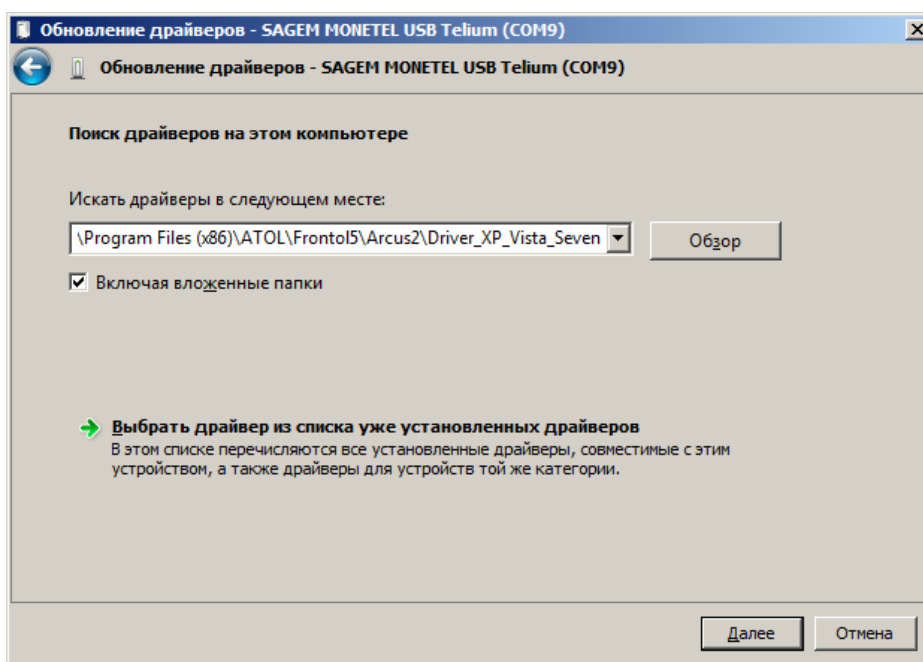 Обновление драйверов - SAGEM MONETEL USB Telium (COM9)
Обновление драйверов - SAGEM MONETEL USB Telium (COM9)
Поиск драйверов на этом компьютере
Искать драйверы в следующем месте:
\Program Files (x86)\ATOL\Frontol5\Arcus2\Driver_XP_Vista_Seven
Обзор
Включая вложенные папки
Выбрать драйвер из списка уже установленных драйверов
В этом списке перечисляются все установленные драйверы, совместимые с этим
устройством, а также драйверы для устройств той же категории.
Далее
Отмена